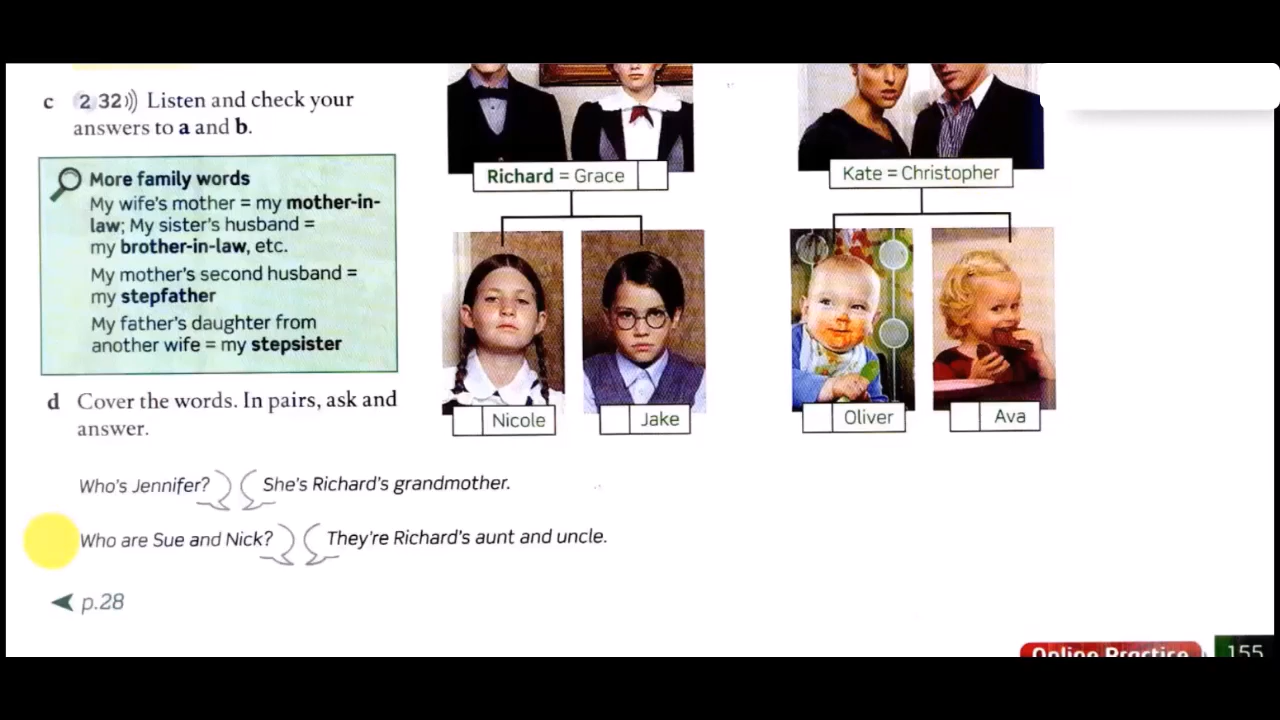 c 2 32))) Listen and check your
answers to a and b.
More family words
My wife's mother = my mother-in-
law; My sister's husband =
my brother-in-law, etc.
My mother's second husband =
my stepfather
My father's daughter from
another wife = my stepsister
d Cover the words. In pairs, ask and
answer.
Who's Jennifer? She's Richard's grandmother.
Who are Sue and Nick? They're Richard's aunt and uncle.
p.28
Richard = Grace
Nicole
Jake
Kate = Christopher
Oliver
Ava
Online Practice
155